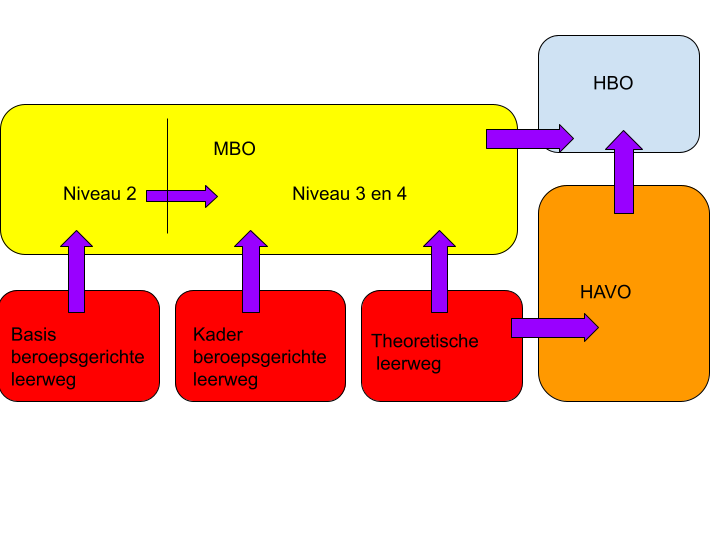 HBO
MBO
Niveau 2
Niveau 3 en 4
HAVO
Basis
beroepsgerichte
leerweg
Kader
beroepsgerichte
leerweg
Theoretische
leerweg